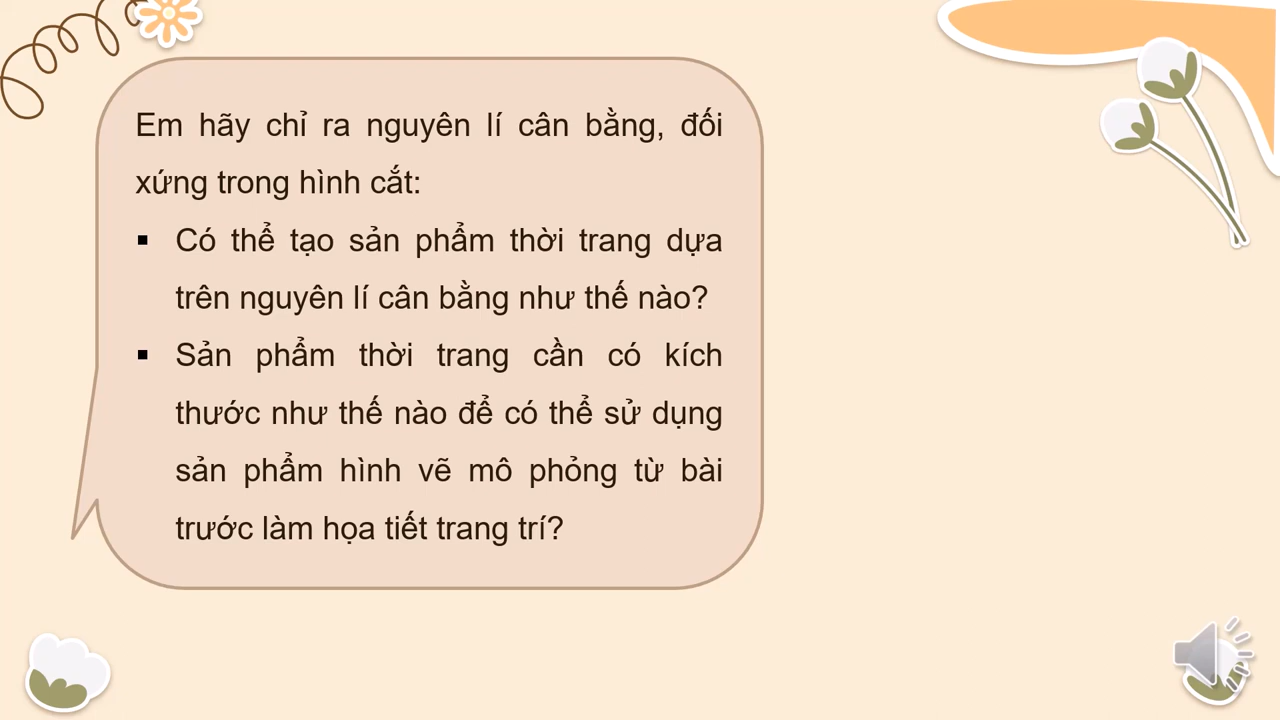 Em hãy chỉ ra nguyên lí cân bằng, đối
xứng trong hình cắt:
▪ Có thể tạo sản phẩm thời trang dựa
trên nguyên lí cân bằng như thế nào?
▪ Sản phẩm thời trang cần có kích
thước như thế nào để có thể sử dụng
sản phẩm hình vẽ mô phỏng từ bài
trước làm họa tiết trang trí?